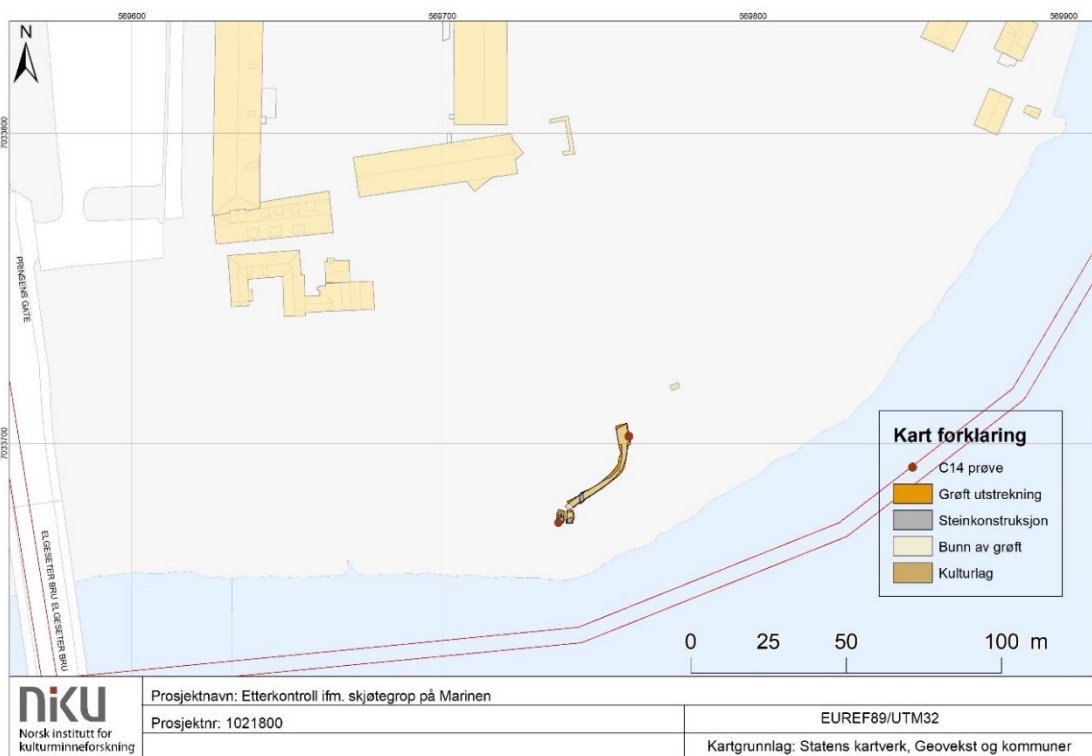 569600
569700
569800
569900
N
7033800
7033700
PRINSENS GATE
ELGESETER BRU ELGESETER BRU
Kart forklaring
C14 prøve
Grøft utstrekning
Steinkonstruksjon
Bunn av grøft
Kulturlag
0 25 50 100 m
niku
Norsk institutt for
kulturminneforskning
Prosjektnavn: Etterkontroll ifm. skjøtegrop på Marinen
Prosjektnr: 1021800
EUREF89/UTM32
Kartgrunnlag: Statens kartverk, Geovekst og kommuner